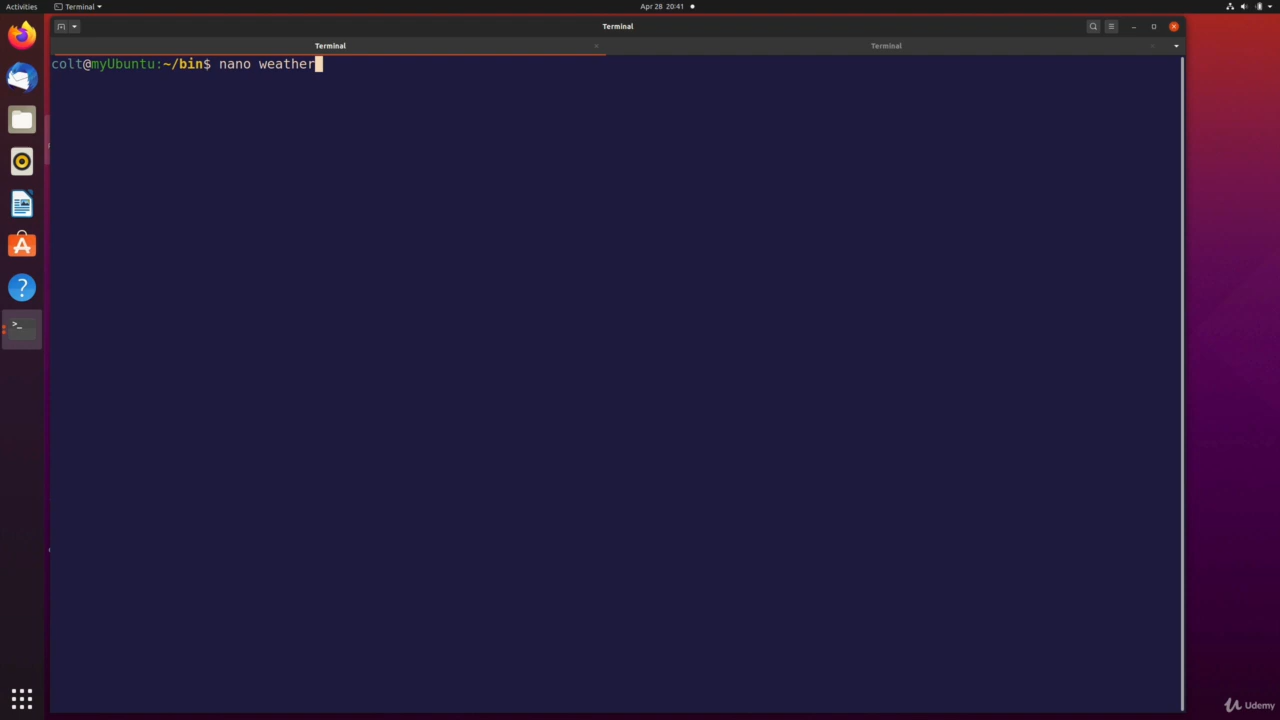 Activities
Terminal
Apr 28 20:41
Terminal
Terminal
Terminal
colt@myUbuntu:~/bin$ nano weather
>_
?
Udemy